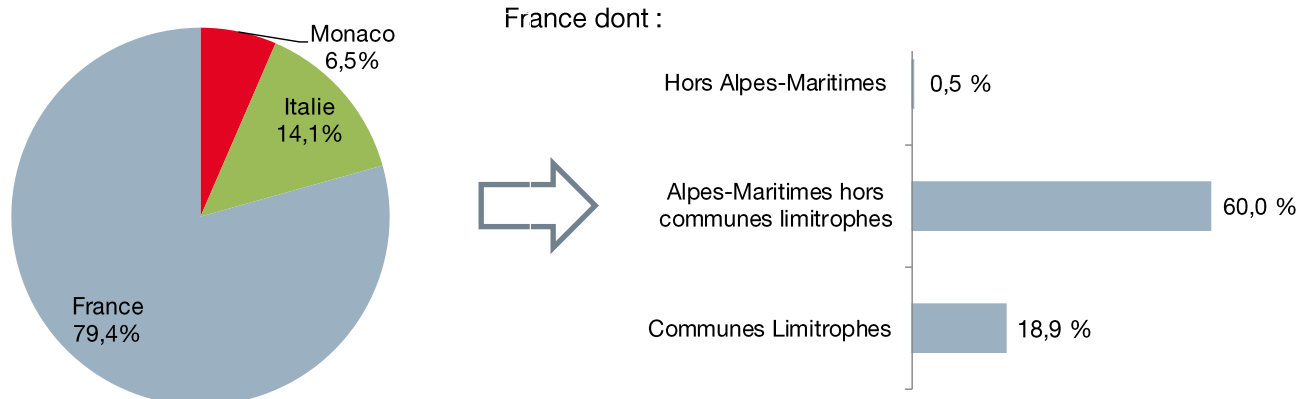 Monaco
6,5%
Italie
14,1%
France
79,4%
France dont :
Hors Alpes-Maritimes
0,5 %
Alpes-Maritimes hors
communes limitrophes
60,0 %
Communes Limitrophes
18,9 %